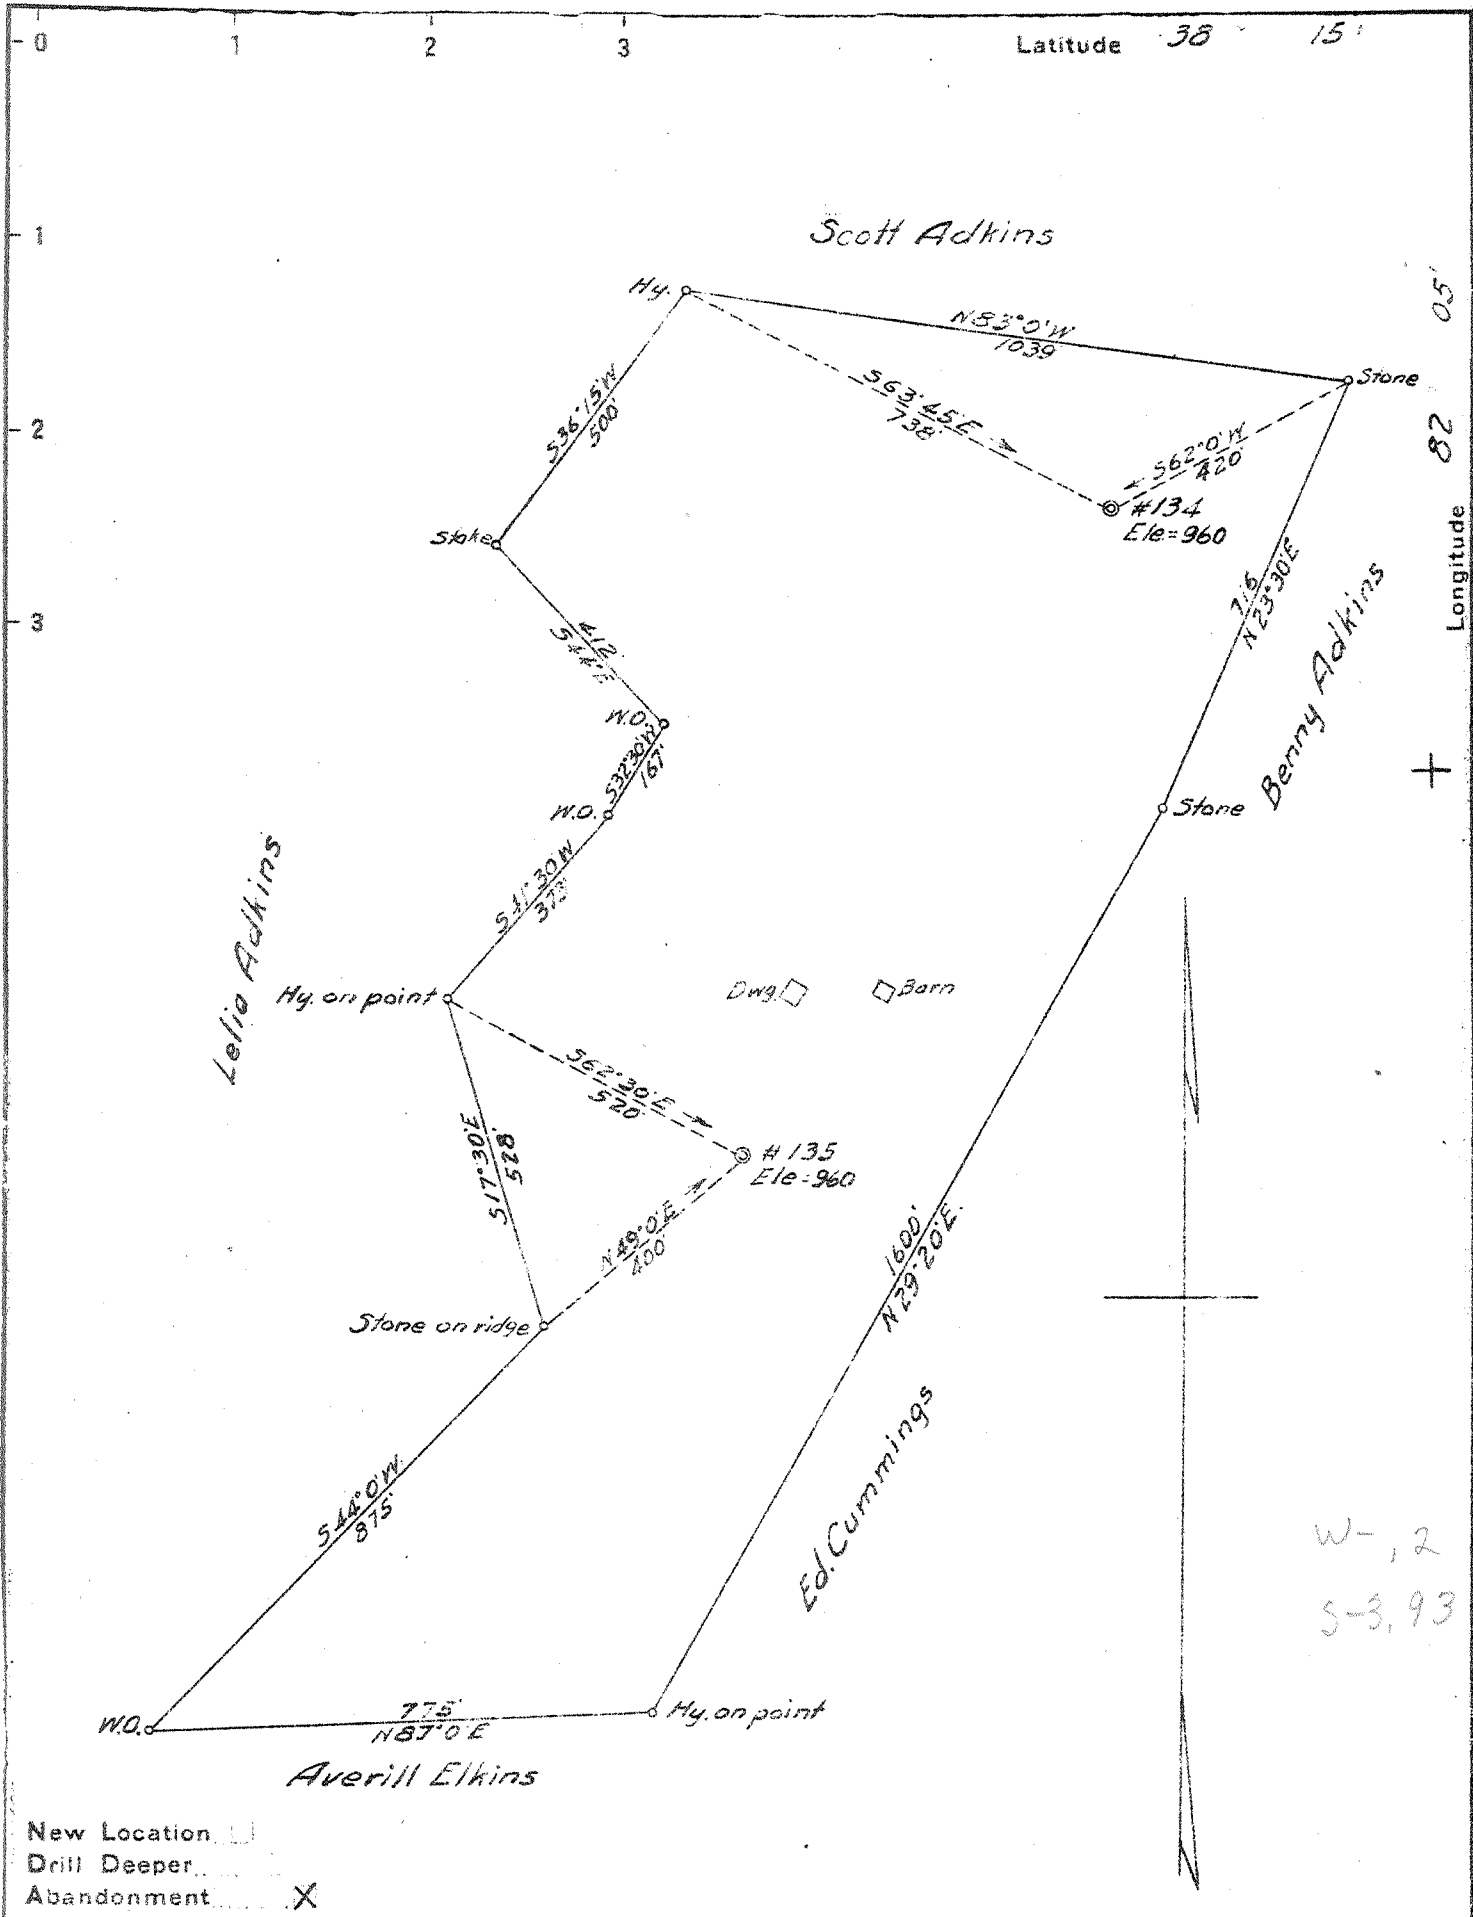 0 1 2 3 Latitude 38 15'
1
Scott Adkins
05'
Hy.
N83°0'W
1039
Stone
S63°45'E
738'
S36°15'W
500'
2
82
S62°0'W
420'
#134
Ele=960
Stake
Longitude
716
N23°30'E
3
412
S44°E
Benny Adkins
W.O.
S32°30'W
167'
W.O.
Stone
S41°30'W
373'
Lelia Adkins
Hy. on point
Dwg.
Barn
S62°30'E
520'
S17°30'E
528'
#135
Ele=960
N49°0'E
400'
1600'
N29°20'E.
Stone on ridge
Ed. Cummings
S44°0'W.
875'
W-,2
S-3,93
775'
N87°0'E
W.O.
Hy. on point
Averill Elkins
New Location
Drill Deeper
Abandonment X